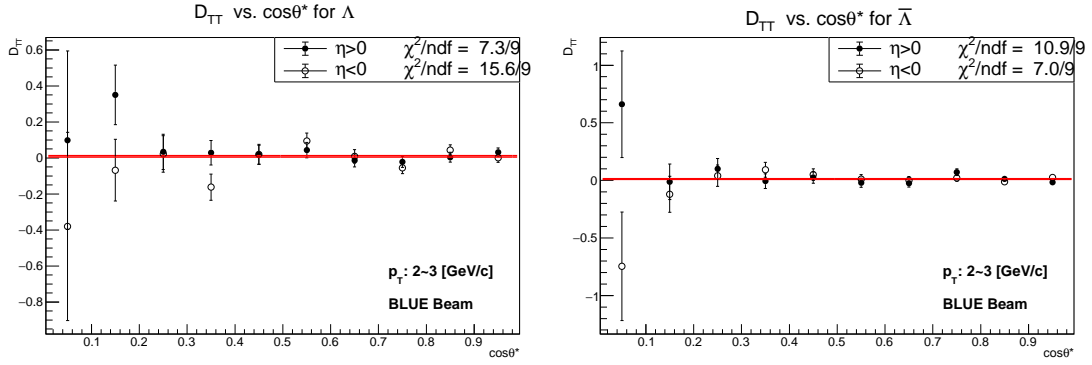 D_TT vs. cosθ* for Λ
D_TT
η>0 χ²/ndf = 7.3/9
η<0 χ²/ndf = 15.6/9
0.6
0.4
0.2
0
−0.2
−0.4
−0.6
−0.8
p_T: 2~3 [GeV/c]
BLUE Beam
0.1 0.2 0.3 0.4 0.5 0.6 0.7 0.8 0.9
cosθ*
D_TT vs. cosθ* for Λ̅
D_TT
η>0 χ²/ndf = 10.9/9
η<0 χ²/ndf = 7.0/9
1
0.5
0
−0.5
−1
p_T: 2~3 [GeV/c]
BLUE Beam
0.1 0.2 0.3 0.4 0.5 0.6 0.7 0.8 0.9
cosθ*